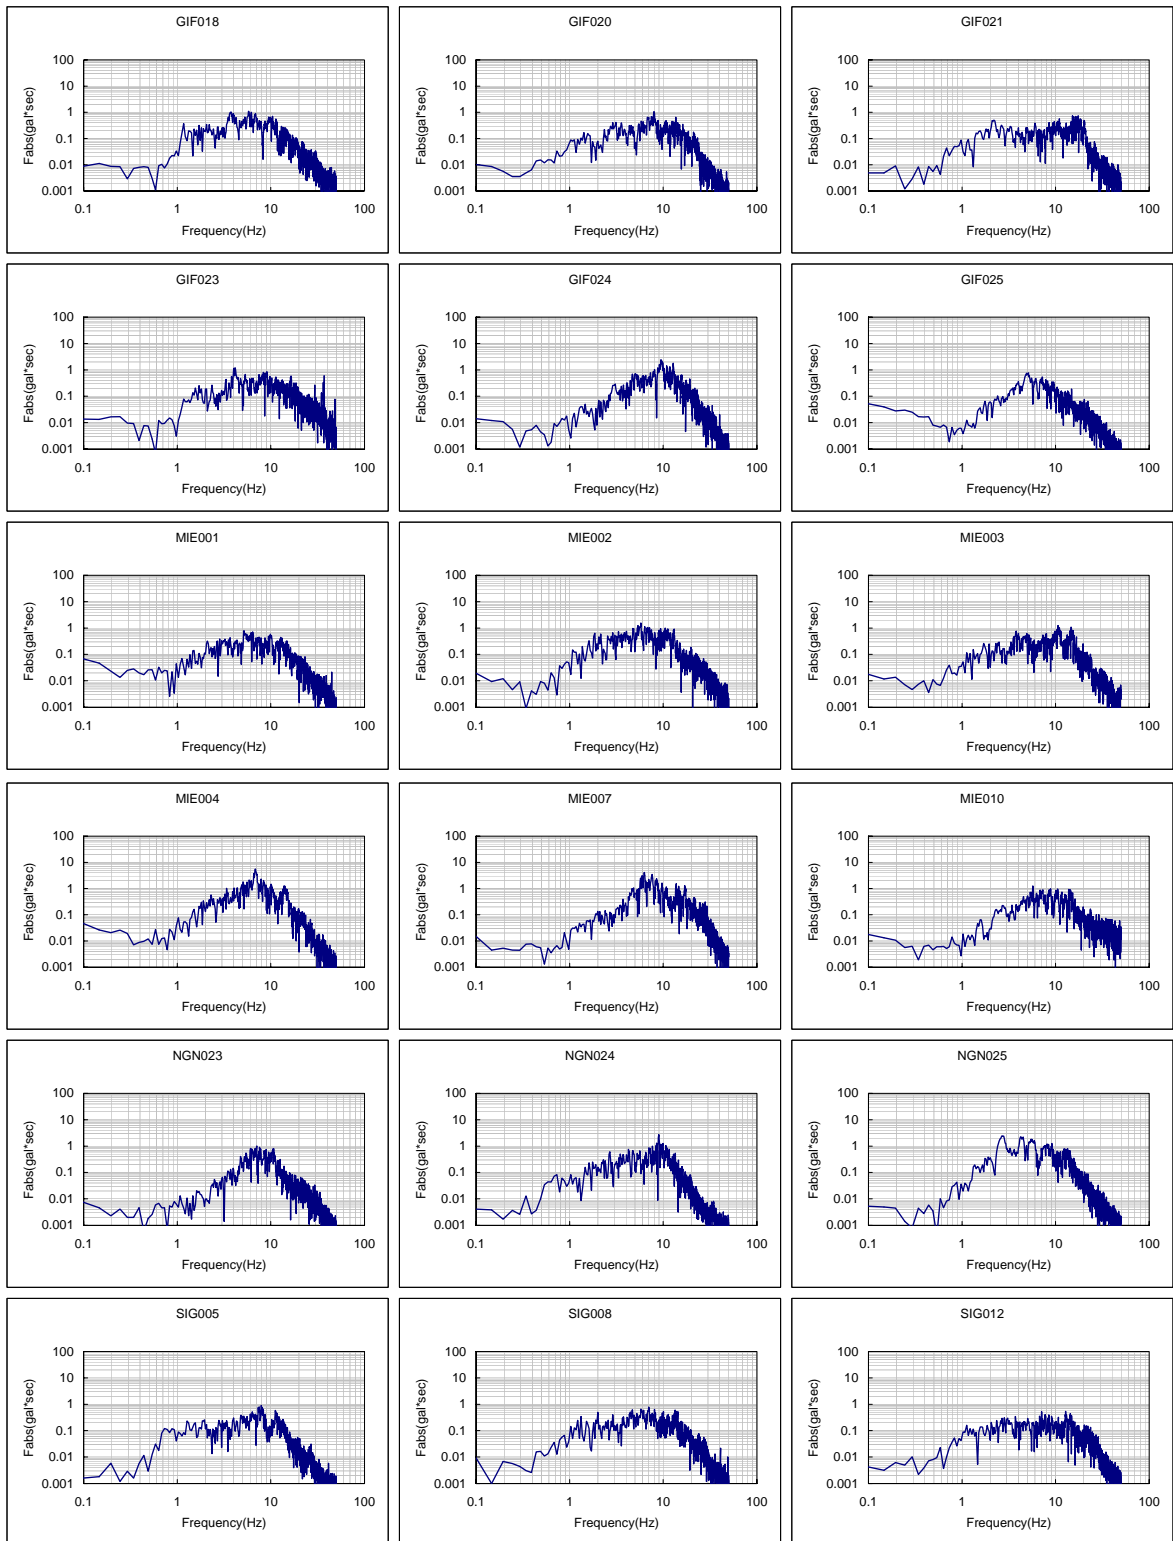 GIF018
100
10
1
0.1
0.01
0.001
Fabs(gal*sec)
0.1 1 10 100
Frequency(Hz)
GIF020
100
10
1
0.1
0.01
0.001
Fabs(gal*sec)
0.1 1 10 100
Frequency(Hz)
GIF021
100
10
1
0.1
0.01
0.001
Fabs(gal*sec)
0.1 1 10 100
Frequency(Hz)
GIF023
100
10
1
0.1
0.01
0.001
Fabs(gal*sec)
0.1 1 10 100
Frequency(Hz)
GIF024
100
10
1
0.1
0.01
0.001
Fabs(gal*sec)
0.1 1 10 100
Frequency(Hz)
GIF025
100
10
1
0.1
0.01
0.001
Fabs(gal*sec)
0.1 1 10 100
Frequency(Hz)
MIE001
100
10
1
0.1
0.01
0.001
Fabs(gal*sec)
0.1 1 10 100
Frequency(Hz)
MIE002
100
10
1
0.1
0.01
0.001
Fabs(gal*sec)
0.1 1 10 100
Frequency(Hz)
MIE003
100
10
1
0.1
0.01
0.001
Fabs(gal*sec)
0.1 1 10 100
Frequency(Hz)
MIE004
100
10
1
0.1
0.01
0.001
Fabs(gal*sec)
0.1 1 10 100
Frequency(Hz)
MIE007
100
10
1
0.1
0.01
0.001
Fabs(gal*sec)
0.1 1 10 100
Frequency(Hz)
MIE010
100
10
1
0.1
0.01
0.001
Fabs(gal*sec)
0.1 1 10 100
Frequency(Hz)
NGN023
100
10
1
0.1
0.01
0.001
Fabs(gal*sec)
0.1 1 10 100
Frequency(Hz)
NGN024
100
10
1
0.1
0.01
0.001
Fabs(gal*sec)
0.1 1 10 100
Frequency(Hz)
NGN025
100
10
1
0.1
0.01
0.001
Fabs(gal*sec)
0.1 1 10 100
Frequency(Hz)
SIG005
100
10
1
0.1
0.01
0.001
Fabs(gal*sec)
0.1 1 10 100
Frequency(Hz)
SIG008
100
10
1
0.1
0.01
0.001
Fabs(gal*sec)
0.1 1 10 100
Frequency(Hz)
SIG012
100
10
1
0.1
0.01
0.001
Fabs(gal*sec)
0.1 1 10 100
Frequency(Hz)